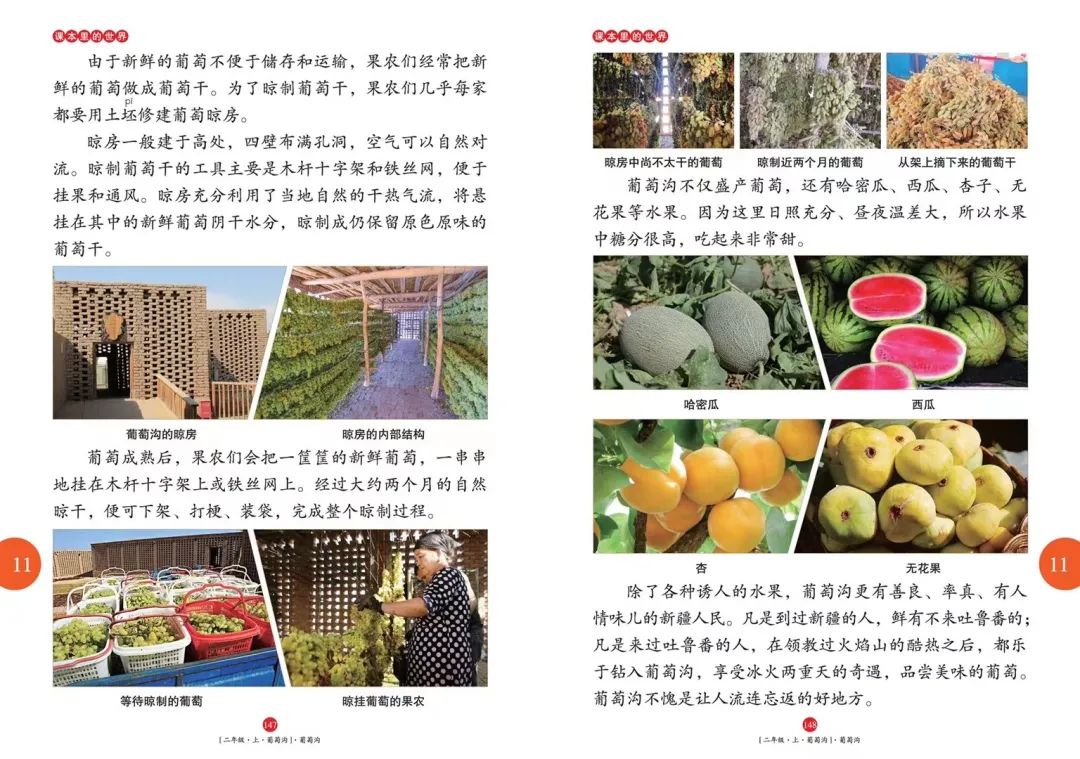 课本里的世界
由于新鲜的葡萄不便于储存和运输，果农们经常把新
鲜的葡萄做成葡萄干。为了晾制葡萄干，果农们几乎每家
pī
都要用土坯修建葡萄晾房。
晾房一般建于高处，四壁布满孔洞，空气可以自然对
流。晾制葡萄干的工具主要是木杆十字架和铁丝网，便于
挂果和通风。晾房充分利用了当地自然的干热气流，将悬
挂在其中的新鲜葡萄阴干水分，晾制成仍保留原色原味的
葡萄干。
葡萄沟的晾房
晾房的内部结构
葡萄成熟后，果农们会把一筐筐的新鲜葡萄，一串串
地挂在木杆十字架上或铁丝网上。经过大约两个月的自然
晾干，便可下架、打梗、装袋，完成整个晾制过程。
11
等待晾制的葡萄
晾挂葡萄的果农
147
[二年级·上·葡萄沟]·葡萄沟
课本里的世界
晾房中尚不太干的葡萄
晾制近两个月的葡萄
从架上摘下来的葡萄干
葡萄沟不仅盛产葡萄，还有哈密瓜、西瓜、杏子、无
花果等水果。因为这里日照充分、昼夜温差大，所以水果
中糖分很高，吃起来非常甜。
哈密瓜
西瓜
杏
无花果
11
除了各种诱人的水果，葡萄沟更有善良、率真、有人
情味儿的新疆人民。凡是到过新疆的人，鲜有不来吐鲁番的；
凡是来过吐鲁番的人，在领教过火焰山的酷热之后，都乐
于钻入葡萄沟，享受冰火两重天的奇遇，品尝美味的葡萄。
葡萄沟不愧是让人流连忘返的好地方。
148
[二年级·上·葡萄沟]·葡萄沟